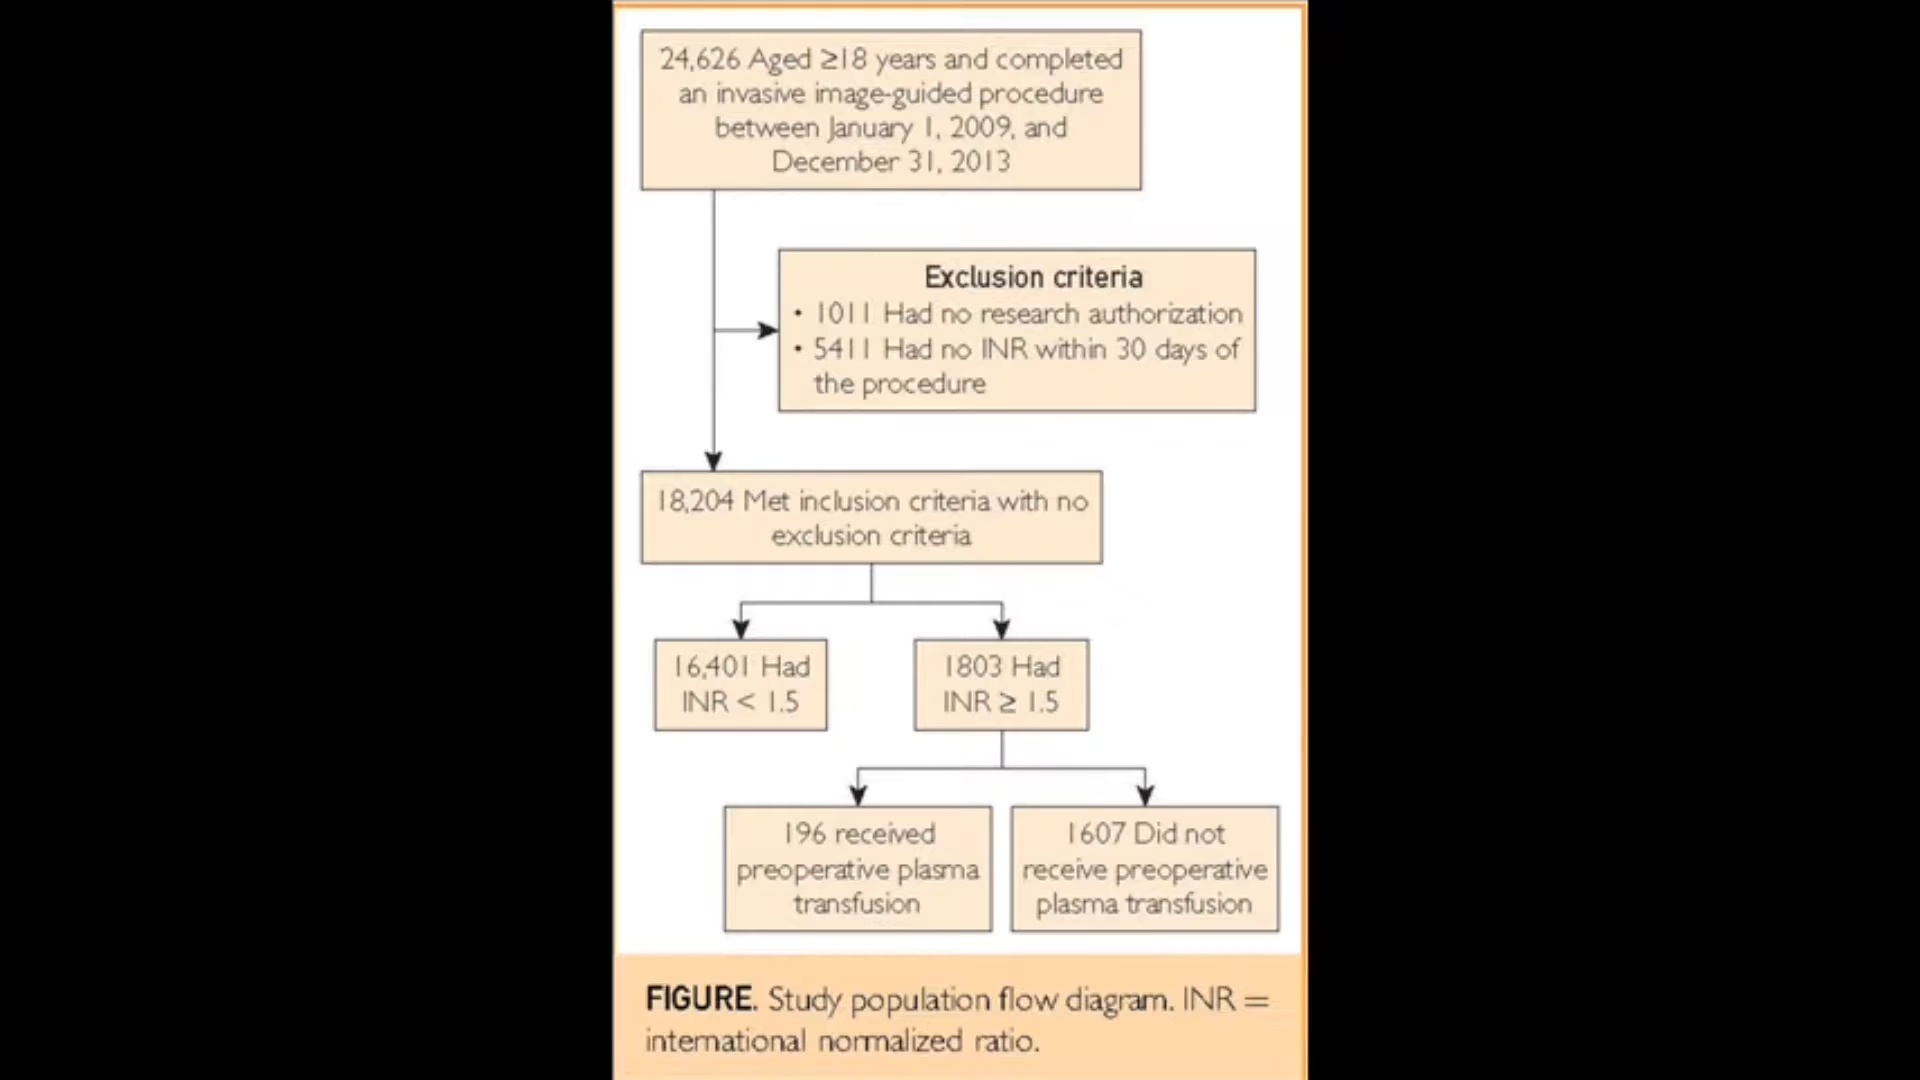 24,626 Aged ≥18 years and completed
an invasive image-guided procedure
between January 1, 2009, and
December 31, 2013
Exclusion criteria
• 1011 Had no research authorization
• 5411 Had no INR within 30 days of
the procedure
18,204 Met inclusion criteria with no
exclusion criteria
16,401 Had
INR < 1.5
1803 Had
INR ≥ 1.5
196 received
preoperative plasma
transfusion
1607 Did not
receive preoperative
plasma transfusion
FIGURE. Study population flow diagram. INR =
international normalized ratio.